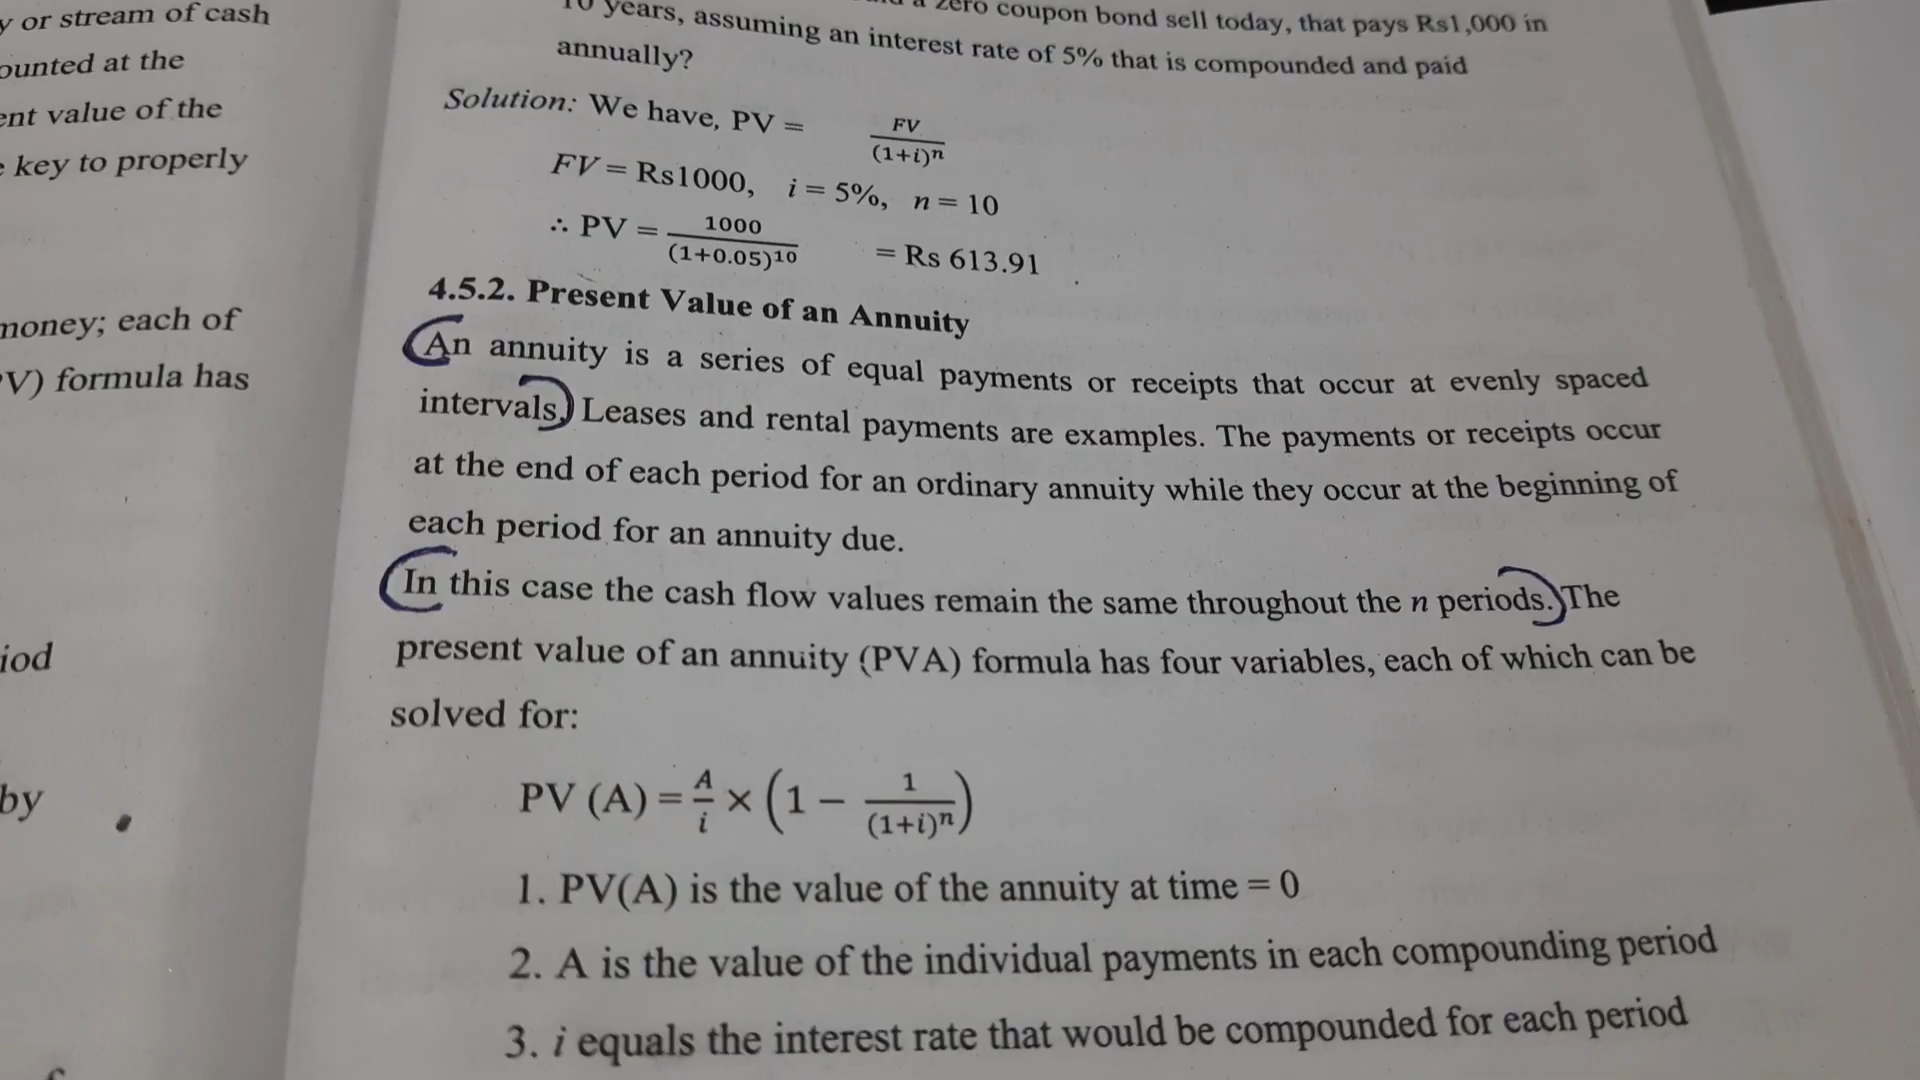 y or stream of cash
ounted at the
ent value of the
key to properly
money; each of
V) formula has
iod
by
zero coupon bond sell today, that pays Rs1,000 in
10 years, assuming an interest rate of 5% that is compounded and paid
annually?
Solution: We have, PV = FV/(1+i)ⁿ
FV = Rs1000, i = 5%, n = 10
∴ PV = 1000/(1+0.05)¹⁰ = Rs 613.91
4.5.2. Present Value of an Annuity
An annuity is a series of equal payments or receipts that occur at evenly spaced
intervals. Leases and rental payments are examples. The payments or receipts occur
at the end of each period for an ordinary annuity while they occur at the beginning of
each period for an annuity due.
In this case the cash flow values remain the same throughout the n periods. The
present value of an annuity (PVA) formula has four variables, each of which can be
solved for:
PV (A) = A/i × (1 − 1/(1+i)ⁿ)
1. PV(A) is the value of the annuity at time = 0
2. A is the value of the individual payments in each compounding period
3. i equals the interest rate that would be compounded for each period